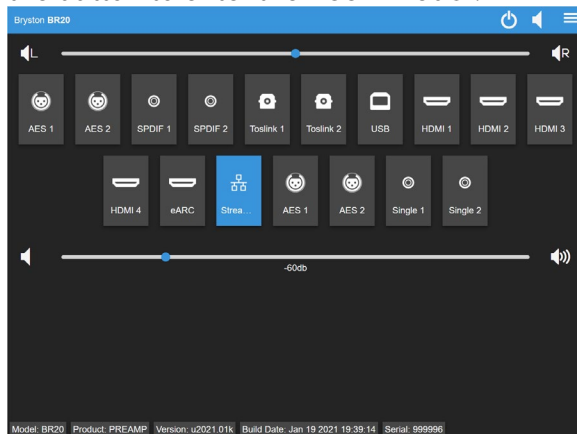 Bryston BR20
L R
AES 1 AES 2 SPDIF 1 SPDIF 2 Toslink 1 Toslink 2 USB HDMI 1 HDMI 2 HDMI 3
HDMI 4 eARC Strea... AES 1 AES 2 Single 1 Single 2
-60db
Model: BR20 Product: PREAMP Version: u2021.01k Build Date: Jan 19 2021 19:39:14 Serial: 999996